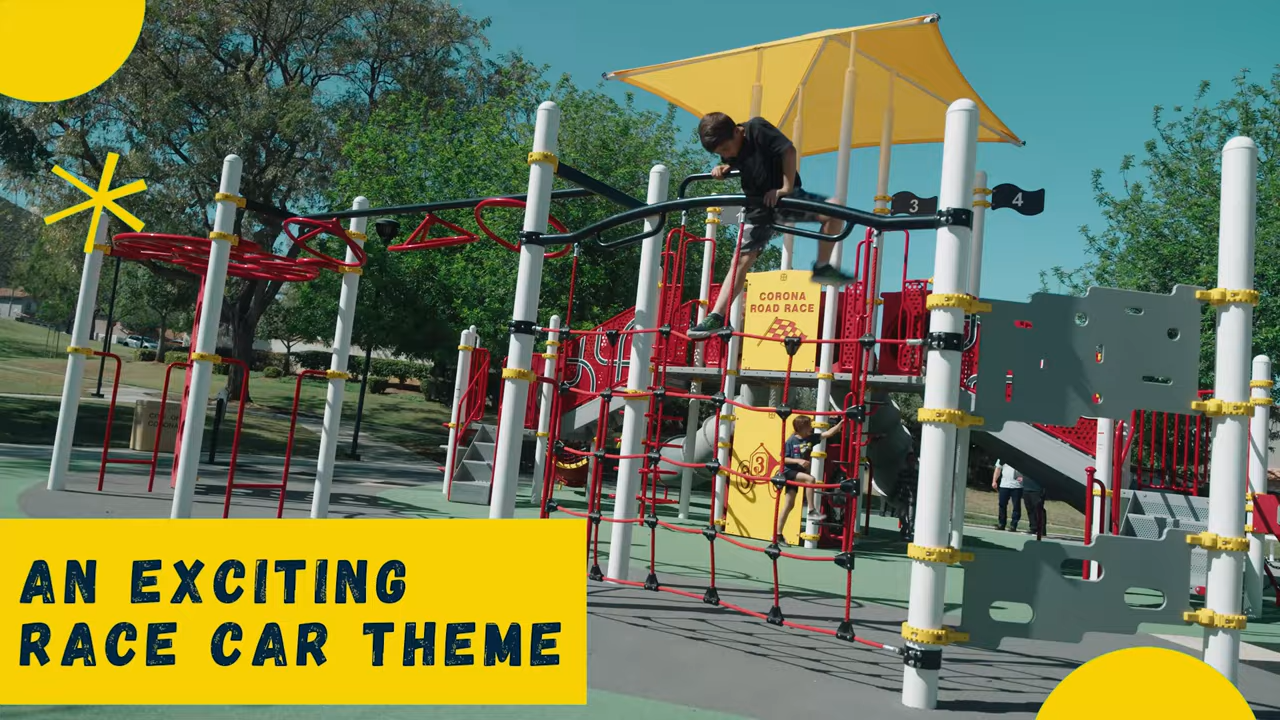 3
4
CORONA
ROAD RACE
3
AN EXCITING
RACE CAR THEME